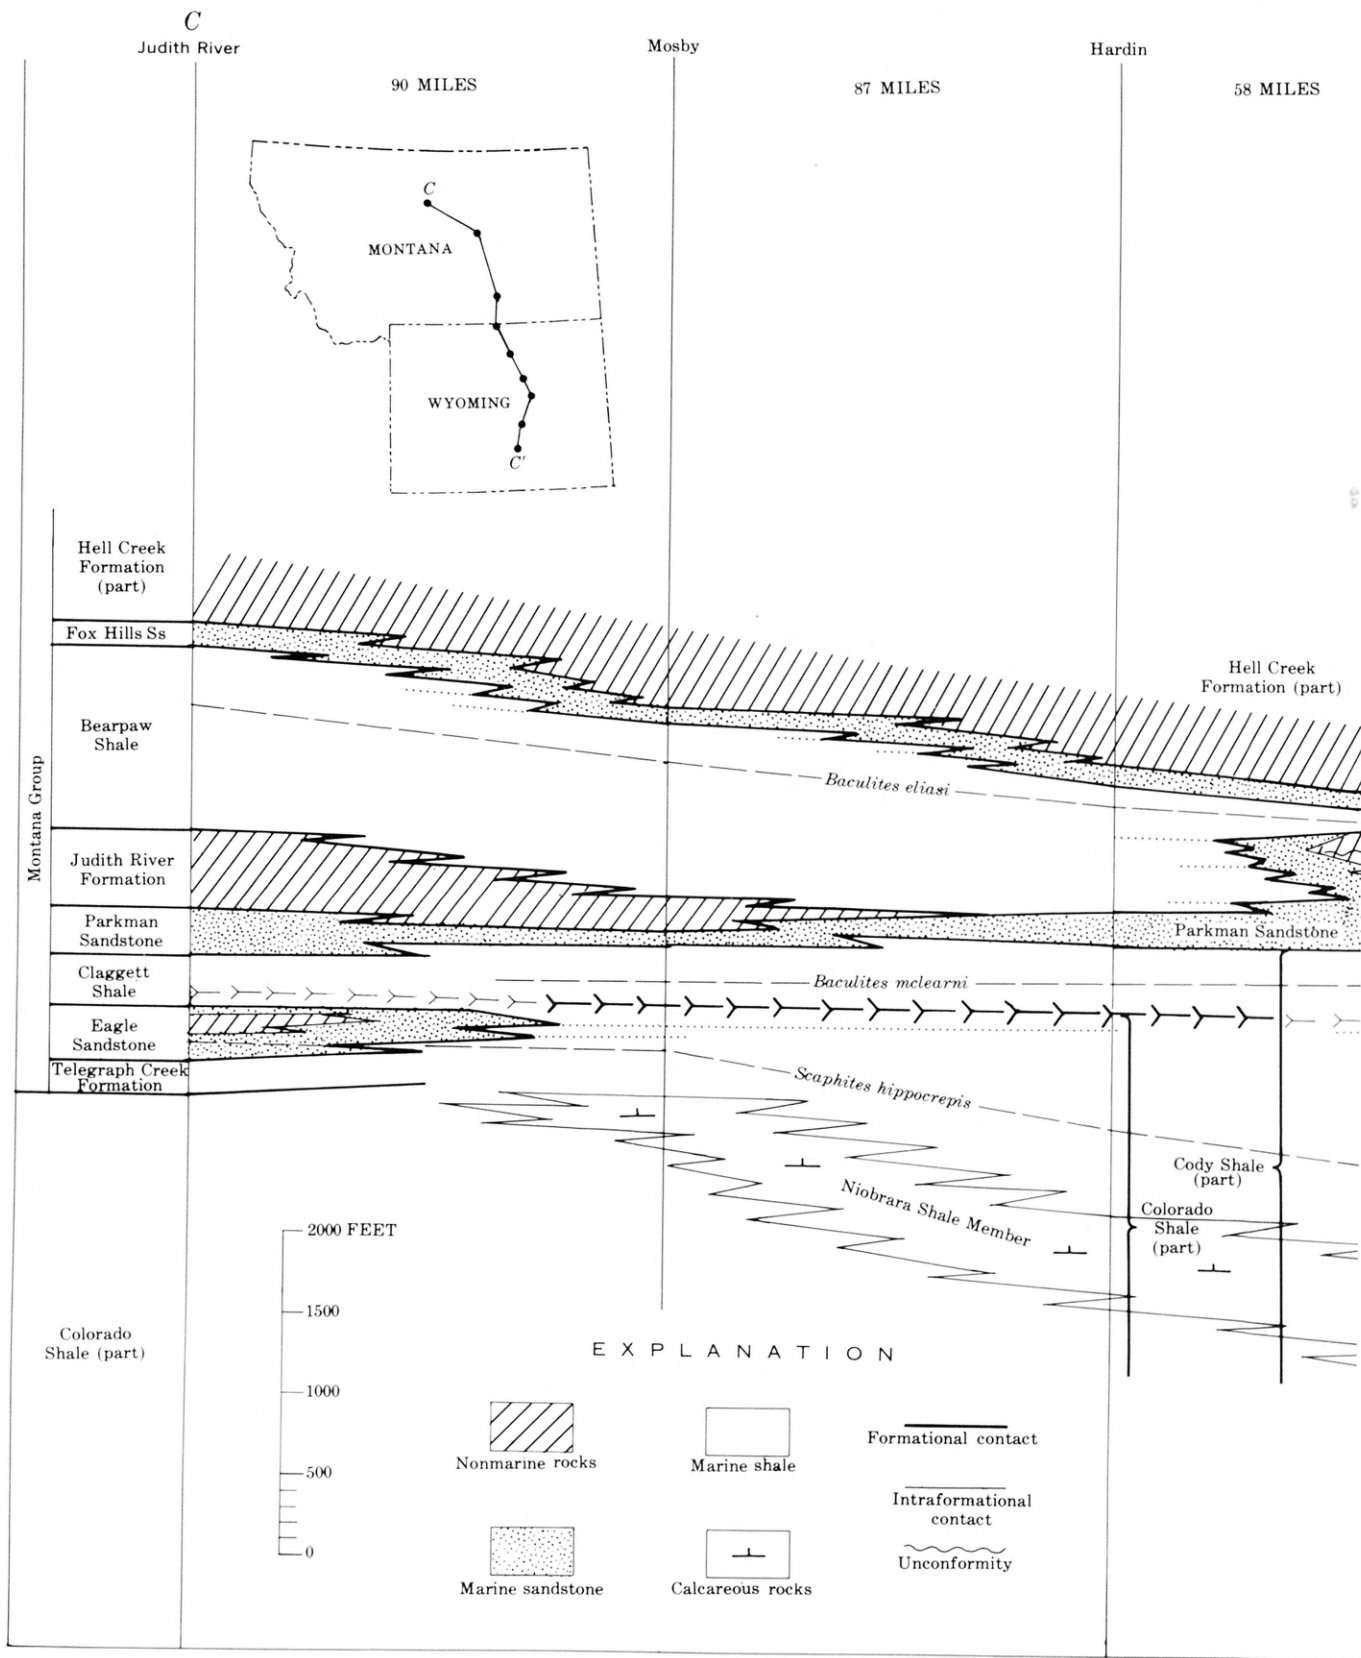 C
Judith River
Mosby
Hardin
90 MILES
87 MILES
58 MILES
C
MONTANA
WYOMING
C'
Hell Creek
Formation
(part)
Fox Hills Ss
Hell Creek
Formation (part)
Bearpaw
Shale
Baculites eliasi
Montana Group
Judith River
Formation
Parkman
Sandstone
Parkman Sandstone
Claggett
Shale
Baculites mclearni
Eagle
Sandstone
Telegraph Creek
Formation
Scaphites hippocrepis
Cody Shale
(part)
Niobrara Shale Member
Colorado
Shale
(part)
2000 FEET
1500
1000
500
0
Colorado
Shale (part)
EXPLANATION
Nonmarine rocks
Marine shale
Formational contact
Intraformational
contact
Marine sandstone
Calcareous rocks
Unconformity